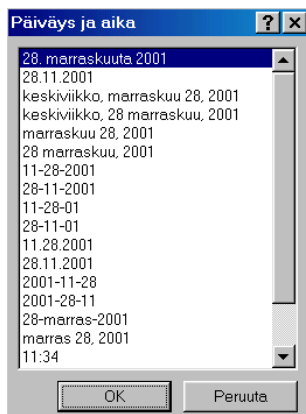 Päiväys ja aika
28. marraskuuta 2001
28.11.2001
keskiviikko, marraskuu 28, 2001
keskiviikko, 28 marraskuu, 2001
marraskuu 28, 2001
28 marraskuu, 2001
11-28-2001
28-11-2001
11-28-01
28-11-01
11.28.2001
28.11.2001
2001-11-28
2001-28-11
28-marras-2001
marras 28, 2001
11:34
OK
Peruuta